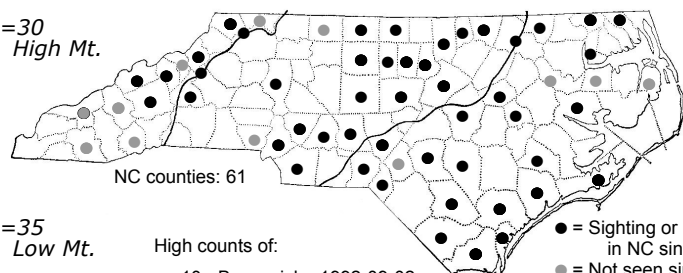 =30
High Mt.
NC counties: 61
=35
Low Mt.
High counts of:
= Sighting or
in NC sin
= Not seen si